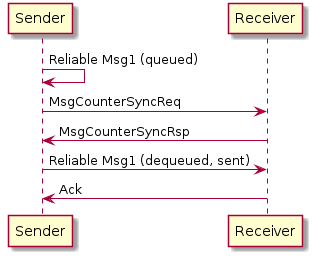 Sender
Receiver
Reliable Msg1 (queued)
MsgCounterSyncReq
MsgCounterSyncRsp
Reliable Msg1 (dequeued, sent)
Ack
Sender
Receiver